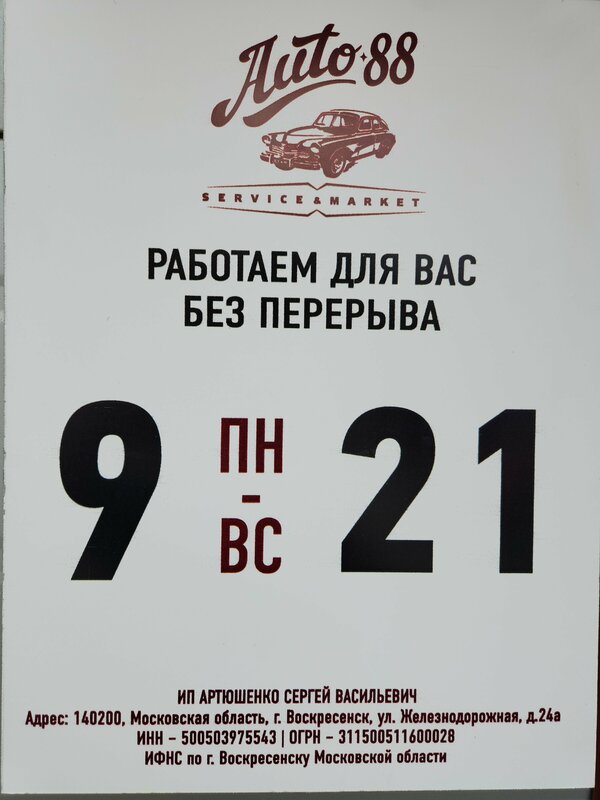 Auto 88
SERVICE & MARKET
РАБОТАЕМ ДЛЯ ВАС
БЕЗ ПЕРЕРЫВА
9 ПН - ВС 21
ИП АРТЮШЕНКО СЕРГЕЙ ВАСИЛЬЕВИЧ
Адрес: 140200, Московская область, г. Воскресенск, ул. Железнодорожная, д.24а
ИНН – 500503975543 | ОГРН – 311500511600028
ИФНС по г. Воскресенску Московской области